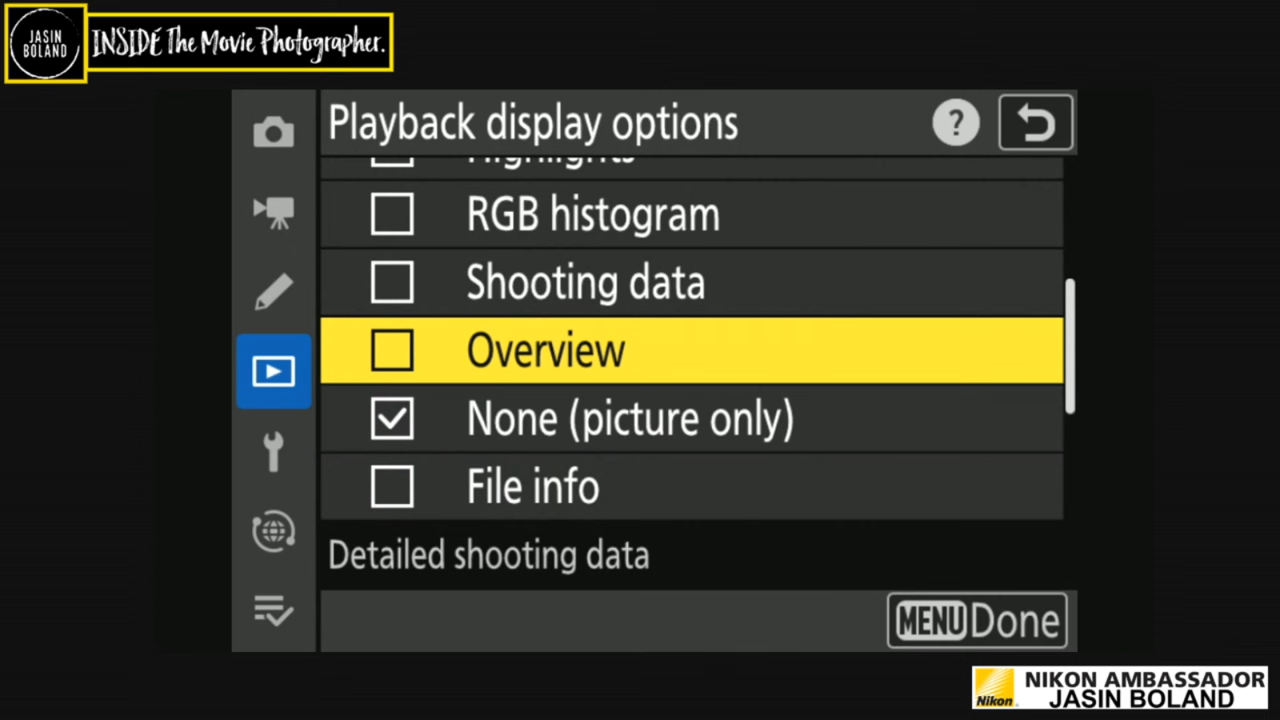 JASIN
BOLAND
INSIDE The Movie Photographer.
Playback display options
?
Highlights
RGB histogram
Shooting data
Overview
None (picture only)
File info
Detailed shooting data
MENU Done
Nikon
NIKON AMBASSADOR
JASIN BOLAND